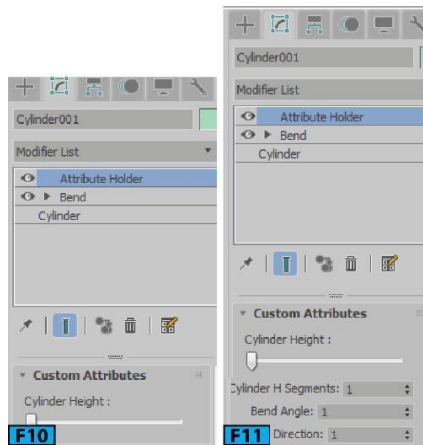 Cylinder001
Modifier List
Attribute Holder
Bend
Cylinder
Custom Attributes
Cylinder Height :
F10
Cylinder001
Modifier List
Attribute Holder
Bend
Cylinder
Custom Attributes
Cylinder Height :
Cylinder H Segments: 1
Bend Angle: 1
F11 Direction: 1